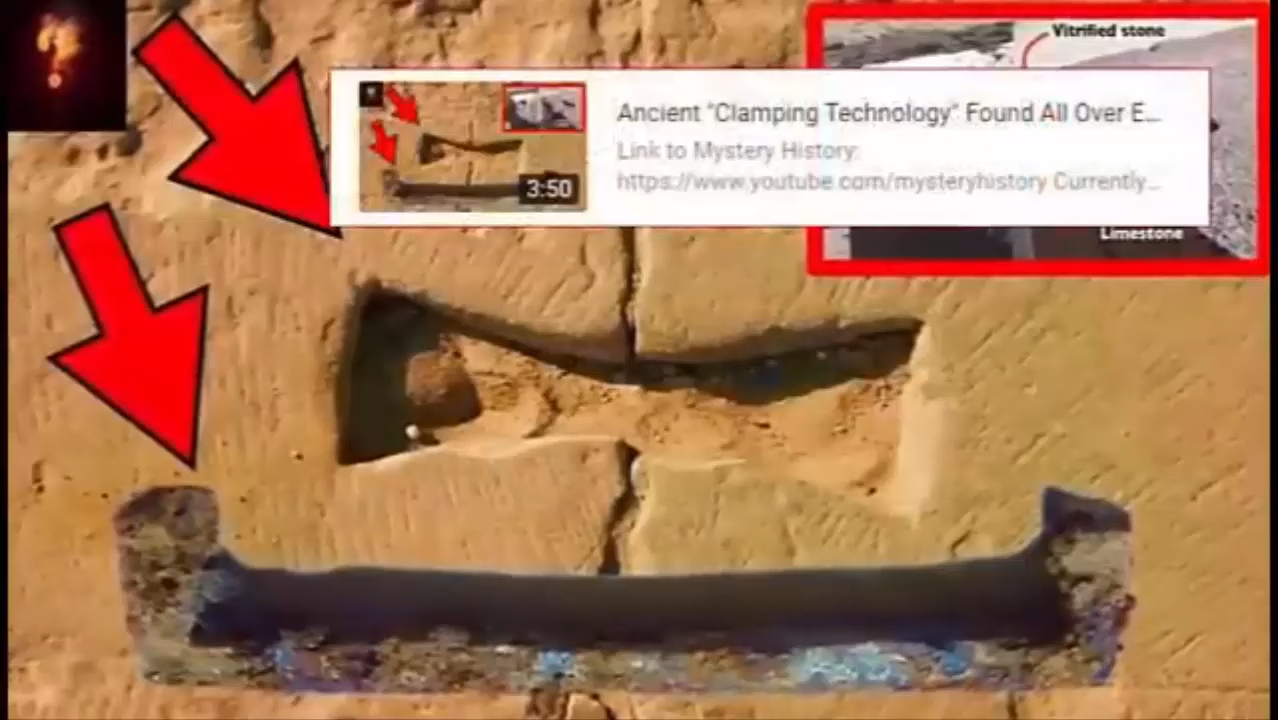 Vitrified stone
Ancient "Clamping Technology" Found All Over E...
Link to Mystery History:
https://www.youtube.com/mysteryhistory Currently...
3:50
Limestone